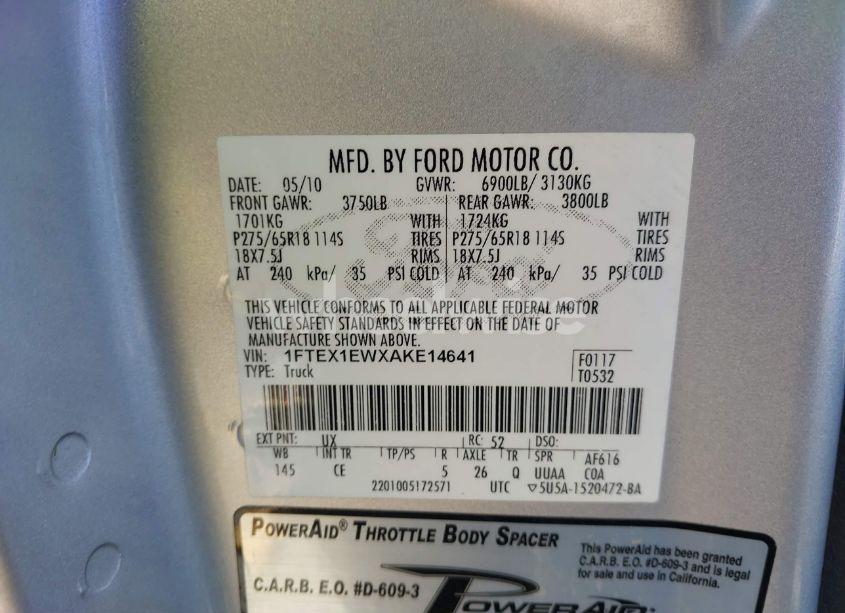 MFD. BY FORD MOTOR CO.
DATE: 05/10 GVWR: 6900LB/ 3130KG
FRONT GAWR: 3750LB REAR GAWR: 3800LB
1701KG WITH 1724KG WITH
P275/65R18 114S TIRES P275/65R18 114S TIRES
18X7.5J RIMS 18X7.5J RIMS
AT 240 kPa/ 35 PSI COLD AT 240 kPa/ 35 PSI COLD
THIS VEHICLE CONFORMS TO ALL APPLICABLE FEDERAL MOTOR
VEHICLE SAFETY STANDARDS IN EFFECT ON THE DATE OF
MANUFACTURE SHOWN ABOVE.
VIN: 1FTEX1EWXAKE14641 F0117
TYPE: Truck T0532
EXT PNT: UX RC: 52 DSO:
WB INT TR TP/PS R AXLE TR SPR AF616
145 CE 5 26 Q UUAA COA
2201005172571 UTC ▽5U5A-1520472-BA
POWERAID® THROTTLE BODY SPACER
This PowerAid has been granted
C.A.R.B. E.O. #D-609-3 and is legal
for sale and use in California.
C.A.R.B. E.O. #D-609-3
POWERAID